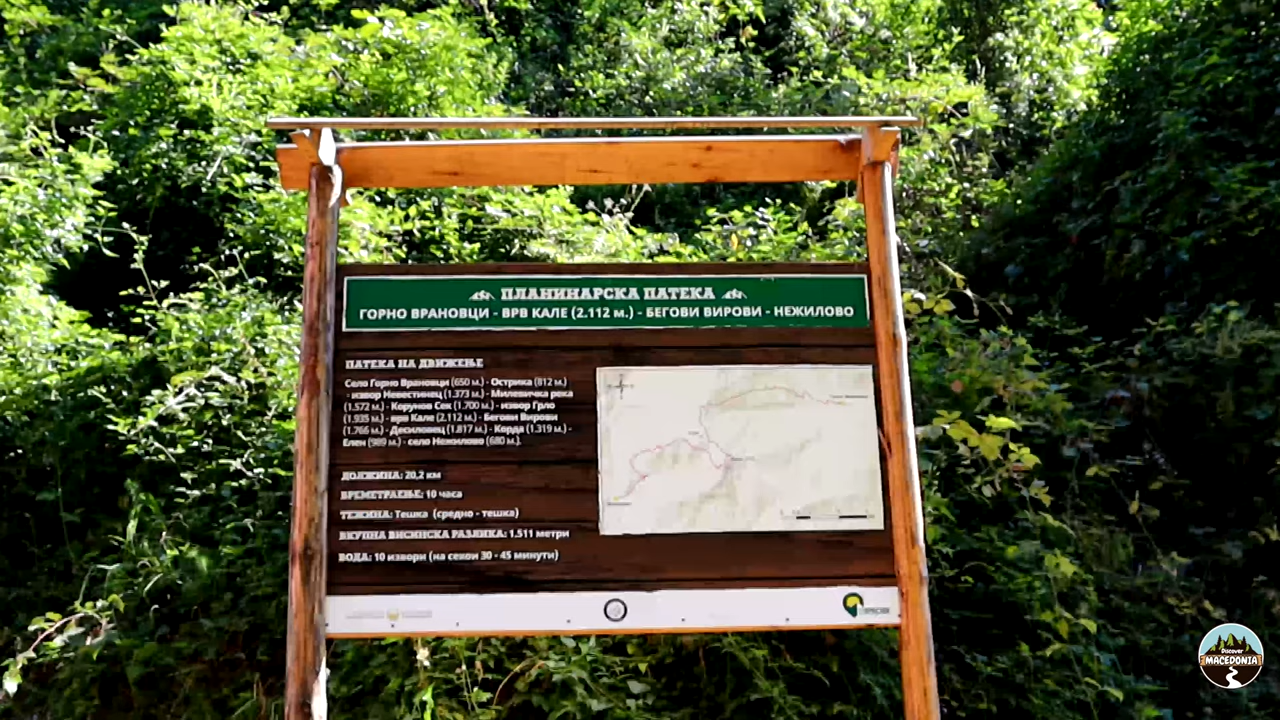 ПЛАНИНАРСКА ПАТЕКА
ГОРНО ВРАНОВЦИ - ВРВ КАЛЕ (2.112 м.) - БЕГОВИ ВИРОВИ - НЕЖИЛОВО
ПАТЕКА НА ДВИЖЕЊЕ
Село Горно Врановци (650 м.) - Острика (812 м.)
- извор Невестинец (1.373 м.) - Милевичка река
(1.572 м.) - Корунов Сек (1.700 м.) - извор Грло
(1.935 м.) - врв Кале (2.112 м.) - Бегови Вирови
(1.766 м.) - Десиловец (1.817 м.) - Корда (1.319 м.) -
Елен (989 м.) - село Нежилово (680 м.).
ДОЛЖИНА: 20,2 км
ВРЕМЕТРАЕЊЕ: 10 часа
ТЕЖИНА: Тешка (средно - тешка)
ВКУПНА ВИСИНСКА РАЗЛИКА: 1.511 метри
ВОДА: 10 извори (на секои 30 - 45 минути)
Discover
MACEDONIA